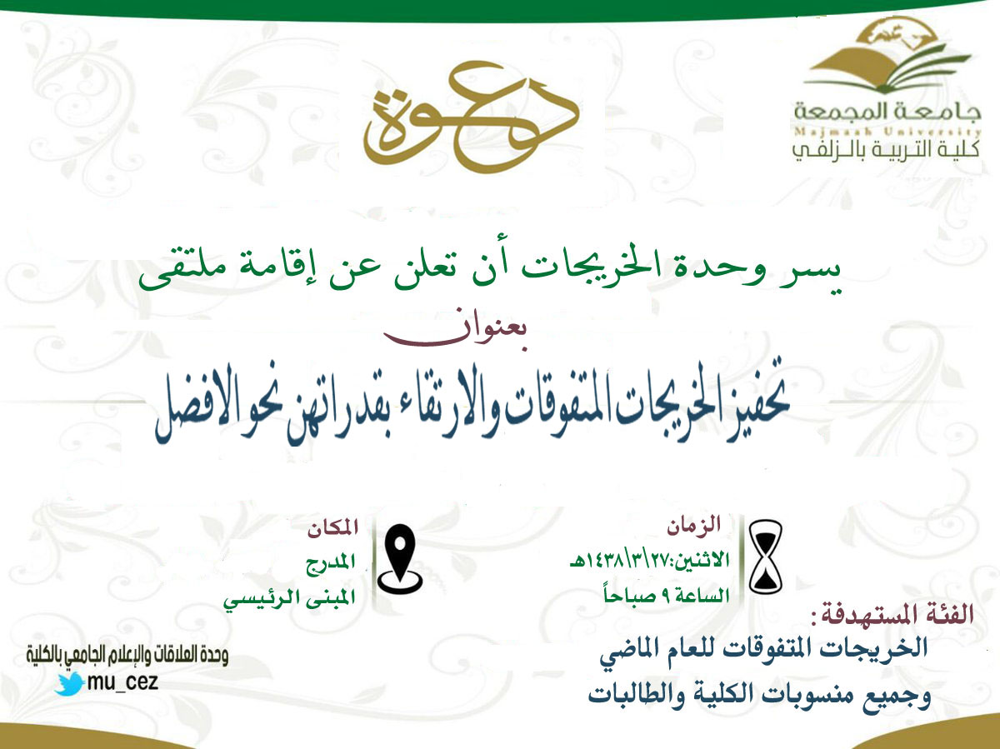 جامعة المجمعة
Majmaah University
كلية التربية بالزلفي
دعوة
يسر وحدة الخريجات أن تعلن عن إقامة ملتقى
بعنوان
تحفيز الخريجات المتفوقات والارتقاء بقدراتهن نحو الافضل
الزمان
الاثنين:٢٧\٣\١٤٣٨هـ
الساعة ٩ صباحاً
المكان
المدرج
المبنى الرئيسي
الفئة المستهدفة:
الخريجات المتفوقات للعام الماضي
وجميع منسوبات الكلية والطالبات
وحدة العلاقات والإعلام الجامعي بالكلية
mu_cez